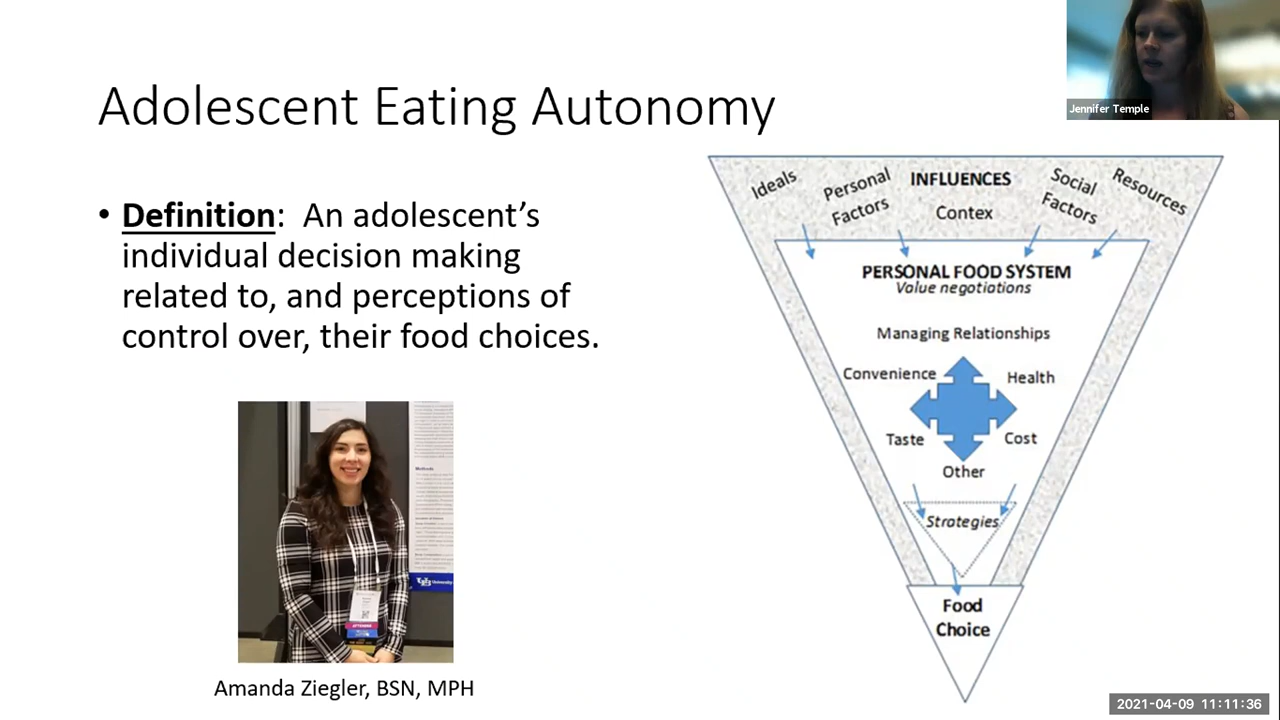 Adolescent Eating Autonomy
Jennifer Temple
• Definition: An adolescent’s
individual decision making
related to, and perceptions of
control over, their food choices.
Amanda Ziegler, BSN, MPH
Ideals
Personal
Factors
INFLUENCES
Contex
Social
Factors
Resources
PERSONAL FOOD SYSTEM
Value negotiations
Managing Relationships
Convenience
Health
Taste
Cost
Other
Strategies
Food
Choice
Methods
University
2021-04-09 11:11:36